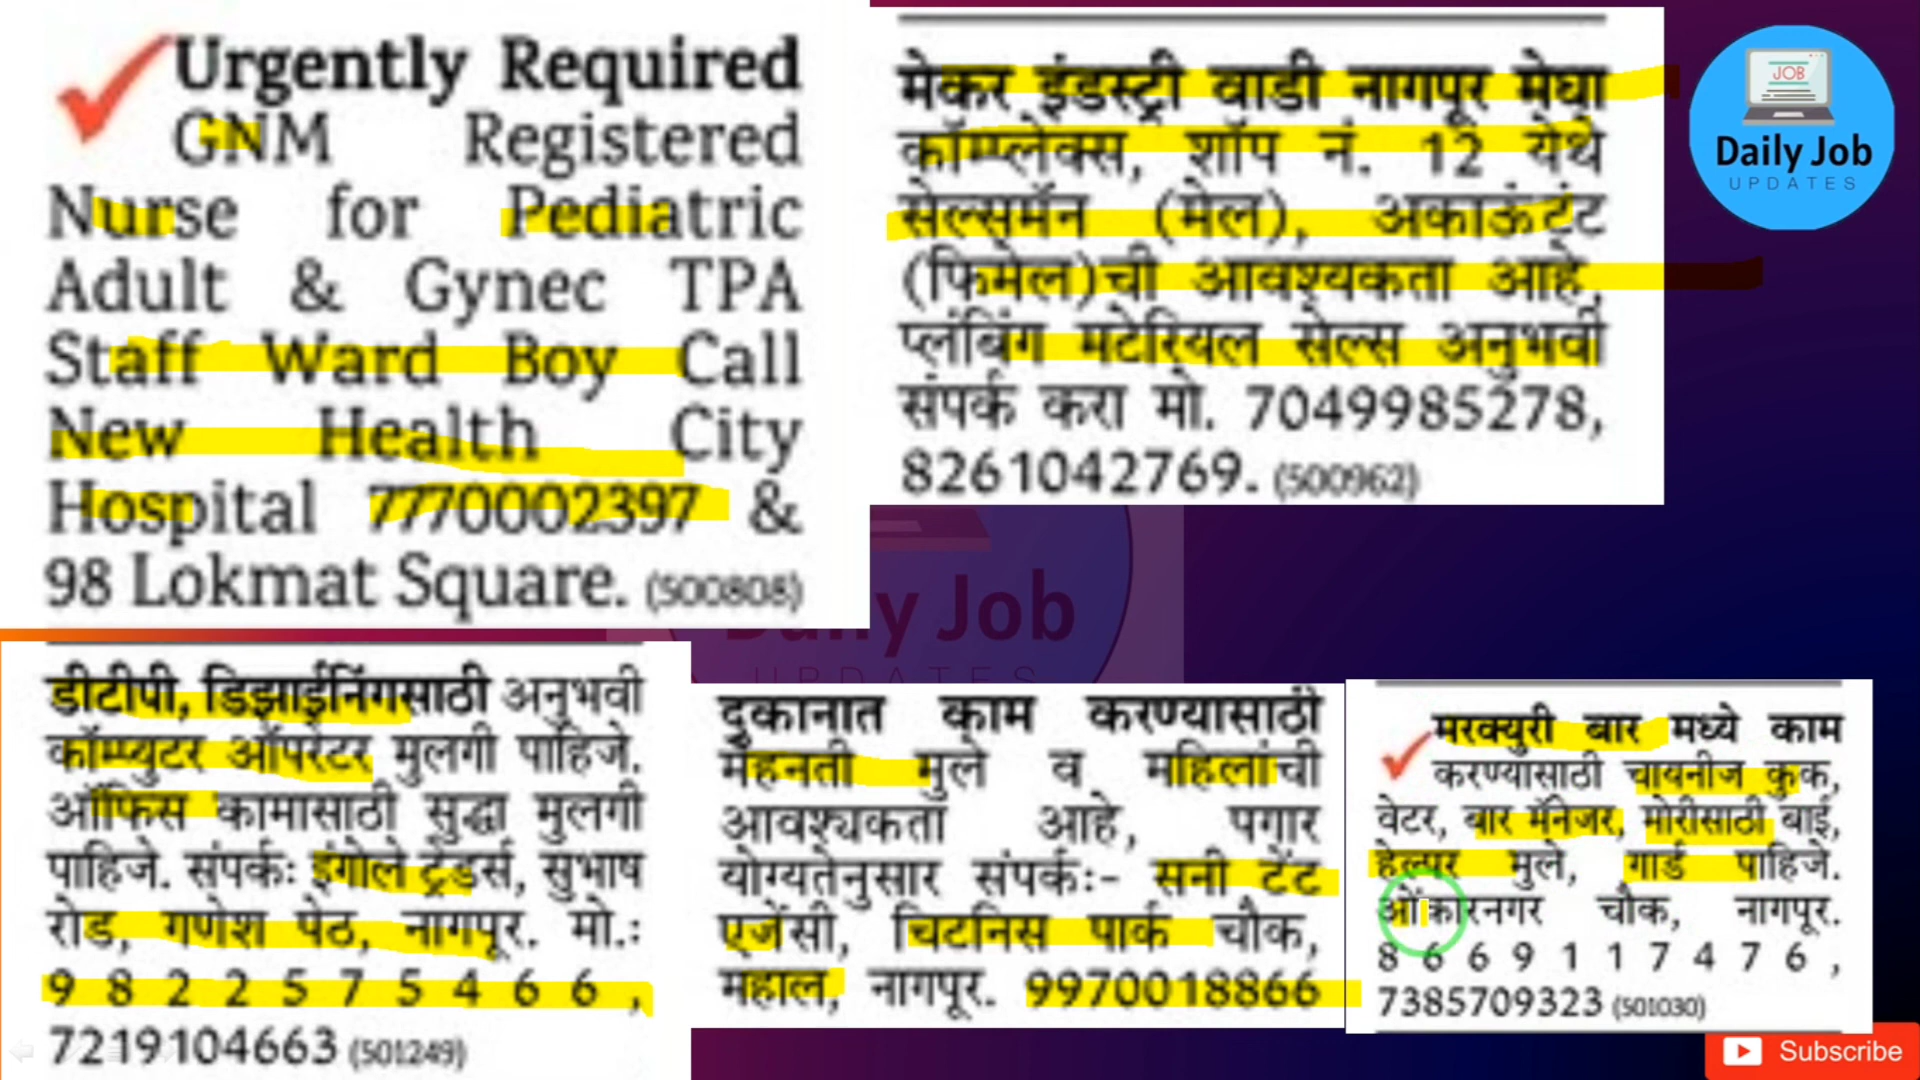 Urgently Required
GNM Registered
Nurse for Pediatric
Adult & Gynec TPA
Staff Ward Boy Call
New Health City
Hospital 7770002397 &
98 Lokmat Square. (500808)
मेकर इंडस्ट्री वाडी नागपूर मेघा
कॉम्प्लेक्स, शॉप नं. 12 येथे
सेल्समॅन (मेल), अकाऊंटंट
(फिमेल)ची आवश्यकता आहे.
प्लंबिंग मटेरियल सेल्स अनुभवी
संपर्क करा मो. 7049985278,
8261042769. (500962)
JOB
Daily Job
UPDATES
डीटीपी, डिझाईनिंगसाठी अनुभवी
कॉम्प्युटर ऑपरेटर मुलगी पाहिजे.
ऑफिस कामासाठी सुद्धा मुलगी
पाहिजे. संपर्कः इंगोले ट्रेडर्स, सुभाष
रोड, गणेश पेठ, नागपूर. मो.:
9822575466,
7219104663 (501249)
दुकानात काम करण्यासाठी
मेहनती मुले व महिलांची
आवश्यकता आहे, पगार
योग्यतेनुसार संपर्कः- सनी टेंट
एजेंसी, चिटनिस पार्क चौक,
महाल, नागपूर. 9970018866
मरक्युरी बार मध्ये काम
करण्यासाठी चायनीज कुक,
वेटर, बार मॅनेजर, मोरीसाठी बाई,
हेल्पर मुले, गार्ड पाहिजे.
ओंकारनगर चौक, नागपूर.
8669117476,
7385709323 (501030)
Daily Job
UPDATES
Subscribe